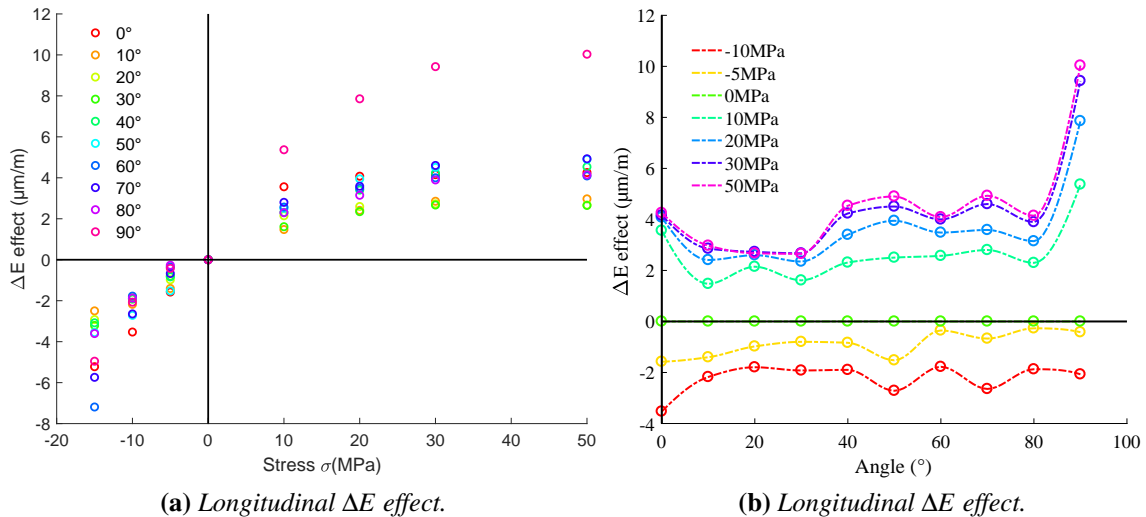 12
10
8
6
4
2
0
-2
-4
-6
-8
ΔE effect (μm/m)
0°
10°
20°
30°
40°
50°
60°
70°
80°
90°
-20 -10 0 10 20 30 40 50
Stress σ(MPa)
(a) Longitudinal ΔE effect.
12
10
8
6
4
2
0
-2
-4
ΔE effect (μm/m)
-10MPa
-5MPa
0MPa
10MPa
20MPa
30MPa
50MPa
0 20 40 60 80 100
Angle (°)
(b) Longitudinal ΔE effect.